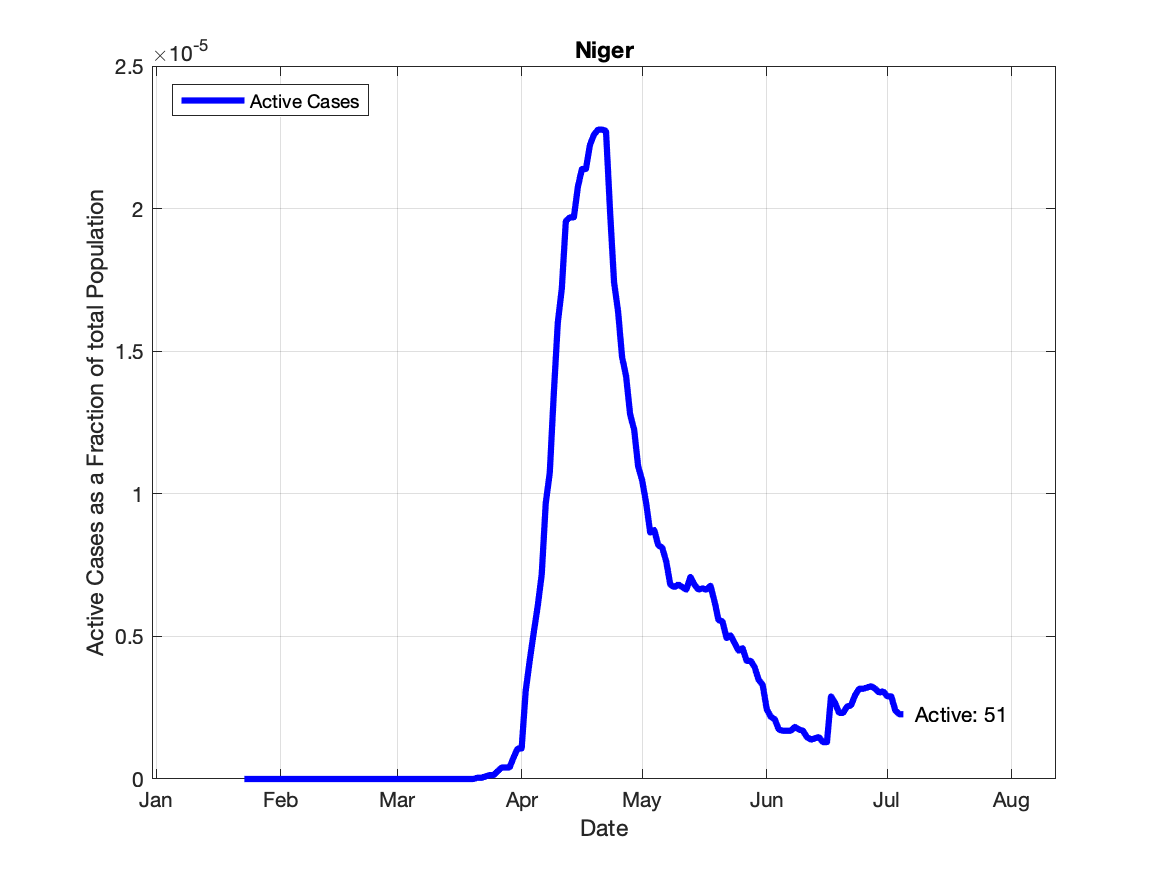 Niger
×10-5
2.5
2
1.5
1
0.5
0
Active Cases as a Fraction of total Population
Active Cases
Active: 51
Jan Feb Mar Apr May Jun Jul Aug
Date